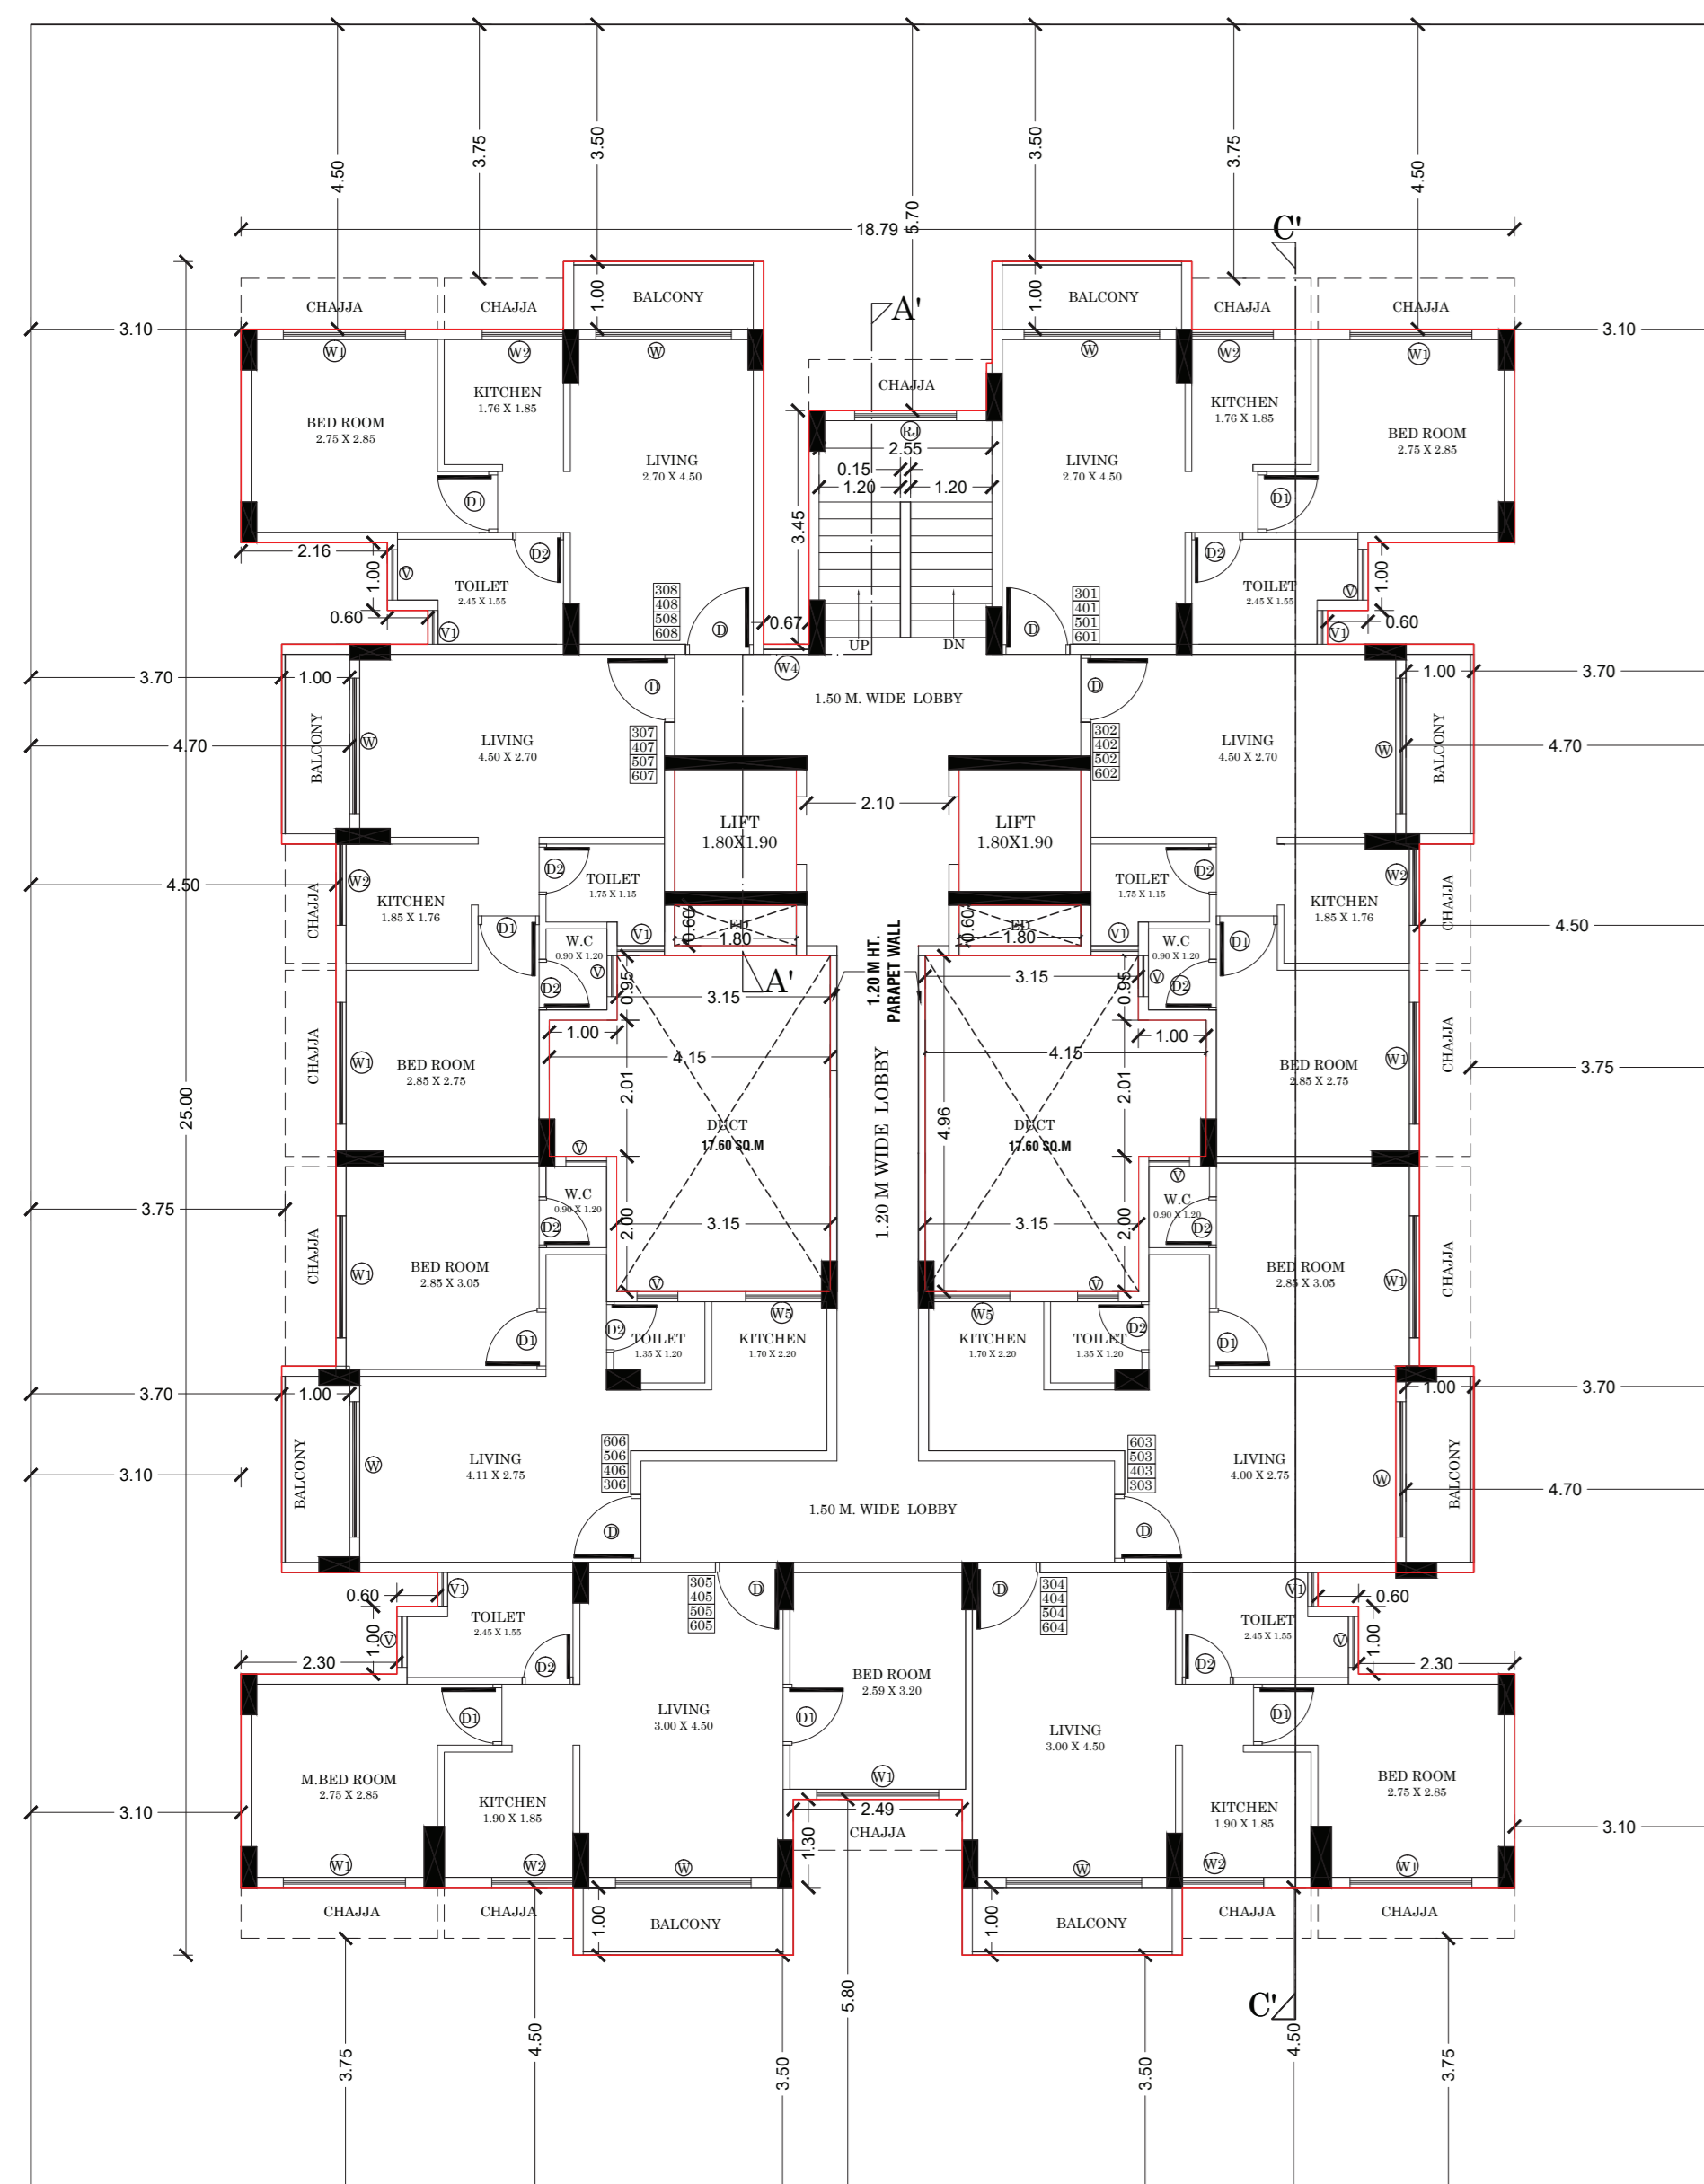 4.50
3.75
3.50
5.70
3.50
3.75
4.50
18.79
C'
CHAJJA
CHAJJA
1.00
BALCONY
A'
1.00
BALCONY
CHAJJA
CHAJJA
3.10
3.10
W1
W2
W
CHAJJA
W
W2
W1
KITCHEN
1.76 X 1.85
BED ROOM
2.75 X 2.85
LIVING
2.70 X 4.50
RJ
2.55
0.15
1.20
1.20
3.45
LIVING
2.70 X 4.50
KITCHEN
1.76 X 1.85
BED ROOM
2.75 X 2.85
D1
D1
2.16
1.00
V
D2
TOILET
2.45 X 1.55
0.60
V1
308
408
508
608
D
0.67
UP
DN
W4
301
401
501
601
D
D2
TOILET
2.45 X 1.55
V
1.00
V1
0.60
3.70
1.00
D
1.50 M. WIDE LOBBY
D
1.00
3.70
4.70
BALCONY
W
LIVING
4.50 X 2.70
307
407
507
607
302
402
502
602
LIVING
4.50 X 2.70
W
BALCONY
4.70
2.10
LIFT
1.80X1.90
LIFT
1.80X1.90
4.50
CHAJJA
W2
KITCHEN
1.85 X 1.76
D2
TOILET
1.75 X 1.15
TOILET
1.75 X 1.15
D2
KITCHEN
1.85 X 1.76
W2
CHAJJA
4.50
D1
W.C
0.90 X 1.20
V1
0.60
ED
1.80
0.60
ED
1.80
V1
W.C
0.90 X 1.20
D1
V
D2
0.95
A'
3.15
1.20 M HT.
PARAPET WALL
3.15
0.95
V
D2
1.00
1.00
CHAJJA
W1
BED ROOM
2.85 X 2.75
4.15
2.01
4.15
2.01
BED ROOM
2.85 X 2.75
W1
CHAJJA
3.75
25.00
DUCT
17.60 SQ.M
1.20 M WIDE LOBBY
4.96
DUCT
17.60 SQ.M
V
V
3.75
W.C
0.90 X 1.20
D2
2.00
3.15
3.15
2.00
W.C
0.90 X 1.20
D2
CHAJJA
W1
BED ROOM
2.85 X 3.05
V
V
BED ROOM
2.85 X 3.05
W1
CHAJJA
D1
D2
TOILET
1.35 X 1.20
W5
KITCHEN
1.70 X 2.20
W5
KITCHEN
1.70 X 2.20
TOILET
1.35 X 1.20
D2
D1
3.70
1.00
1.00
3.70
3.10
BALCONY
W
LIVING
4.11 X 2.75
606
506
406
306
603
503
403
303
LIVING
4.00 X 2.75
W
BALCONY
4.70
D
1.50 M. WIDE LOBBY
D
0.60
V1
305
405
505
605
D
D
304
404
504
604
V1
0.60
1.00
V
TOILET
2.45 X 1.55
D2
TOILET
2.45 X 1.55
D2
V
1.00
2.30
2.30
BED ROOM
2.59 X 3.20
D1
LIVING
3.00 X 4.50
D1
LIVING
3.00 X 4.50
D1
M.BED ROOM
2.75 X 2.85
KITCHEN
1.90 X 1.85
W1
2.49
CHAJJA
1.30
KITCHEN
1.90 X 1.85
BED ROOM
2.75 X 2.85
3.10
3.10
W1
W2
W
W
W2
W1
CHAJJA
CHAJJA
1.00
BALCONY
1.00
BALCONY
CHAJJA
CHAJJA
C'
3.75
4.50
3.50
5.80
3.50
4.50
3.75